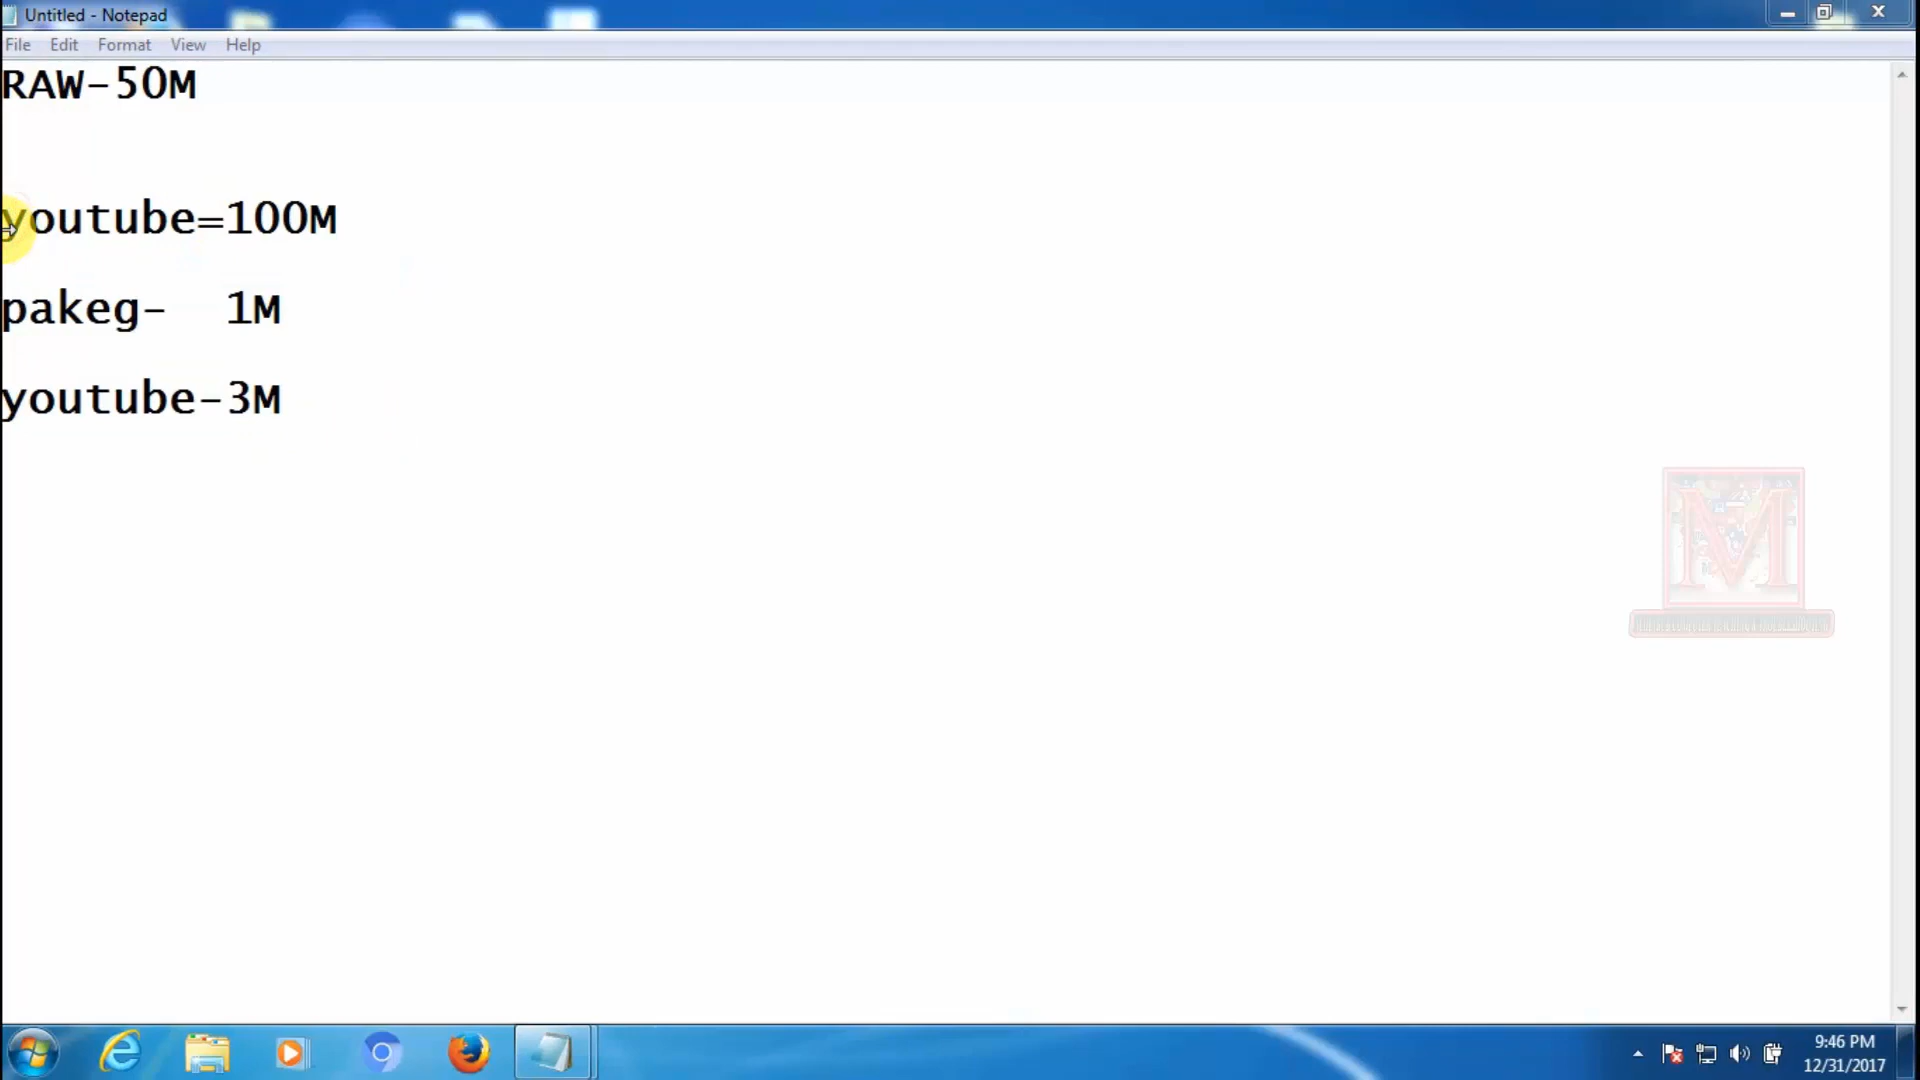 Untitled - Notepad
File Edit Format View Help
RAW-50M
youtube=100M
pakeg- 1M
youtube-3M
M
9:46 PM
12/31/2017